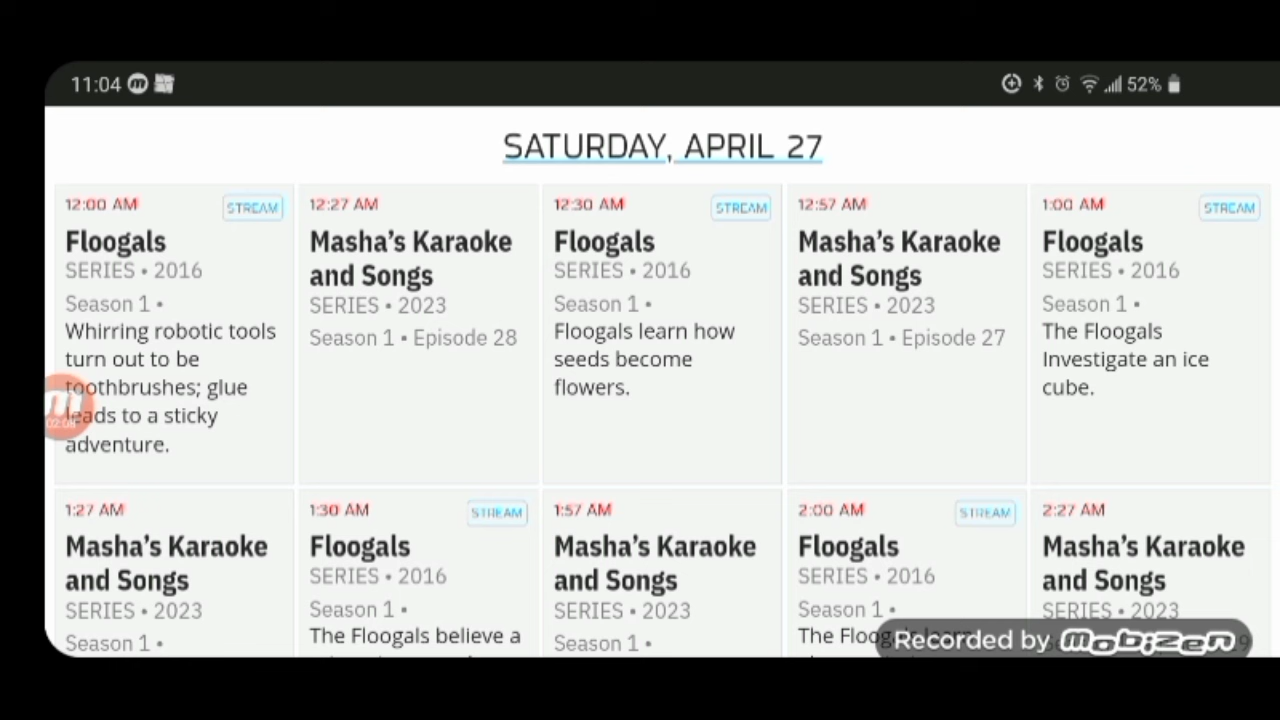 11:04
52%
SATURDAY, APRIL 27
12:00 AM
STREAM
Floogals
SERIES • 2016
Season 1 •
Whirring robotic tools
turn out to be
toothbrushes; glue
leads to a sticky
adventure.
12:27 AM
Masha’s Karaoke
and Songs
SERIES • 2023
Season 1 • Episode 28
12:30 AM
STREAM
Floogals
SERIES • 2016
Season 1 •
Floogals learn how
seeds become
flowers.
12:57 AM
Masha’s Karaoke
and Songs
SERIES • 2023
Season 1 • Episode 27
1:00 AM
STREAM
Floogals
SERIES • 2016
Season 1 •
The Floogals
Investigate an ice
cube.
1:27 AM
Masha’s Karaoke
and Songs
SERIES • 2023
Season 1 •
1:30 AM
STREAM
Floogals
SERIES • 2016
Season 1 •
The Floogals believe a
1:57 AM
Masha’s Karaoke
and Songs
SERIES • 2023
Season 1 •
2:00 AM
STREAM
Floogals
SERIES • 2016
Season 1 •
The
2:27 AM
Masha’s Karaoke
and Songs
SERIES • 2023
Recorded by mobizen